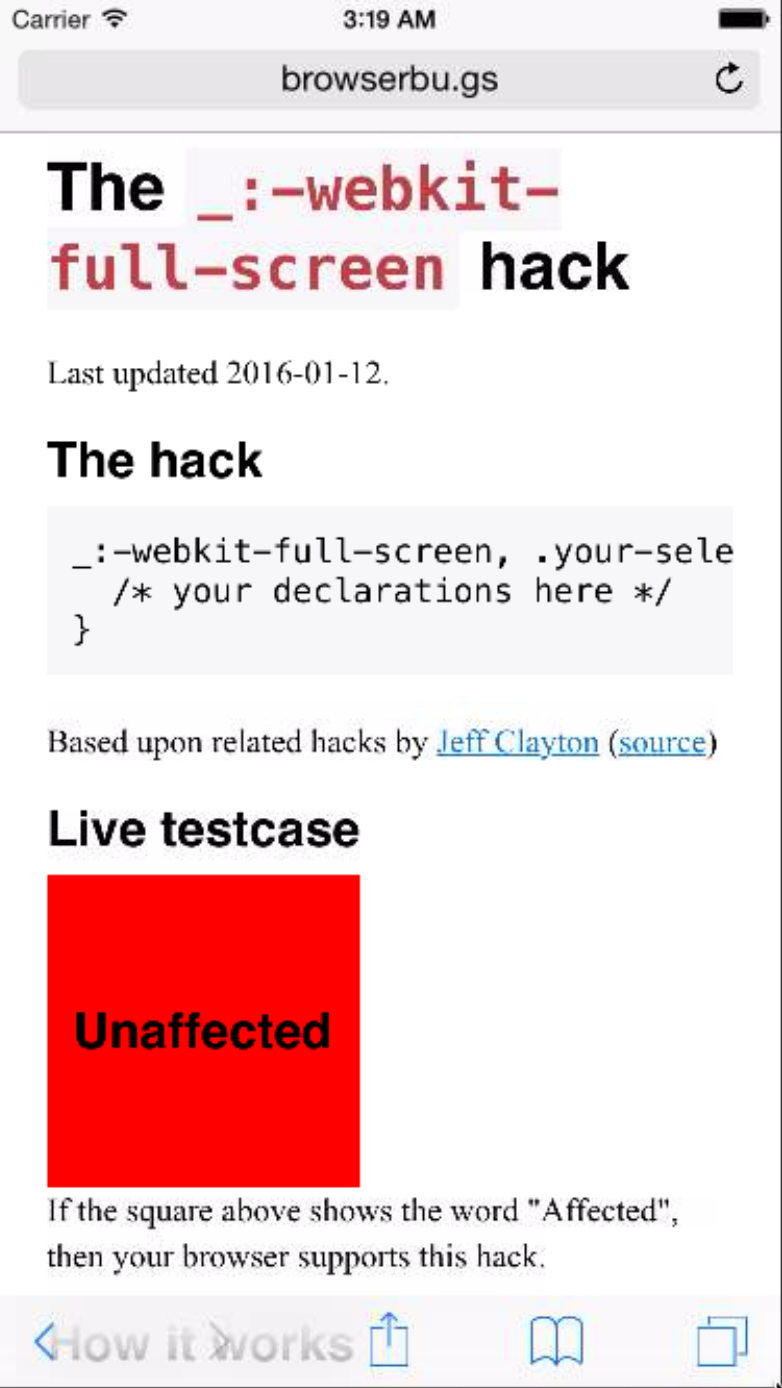 Carrier 3:19 AM
browserbu.gs
The _:-webkit-
full-screen hack
Last updated 2016-01-12.
The hack
_:-webkit-full-screen, .your-sele
/* your declarations here */
}
Based upon related hacks by Jeff Clayton (source)
Live testcase
Unaffected
If the square above shows the word "Affected",
then your browser supports this hack.
How it works